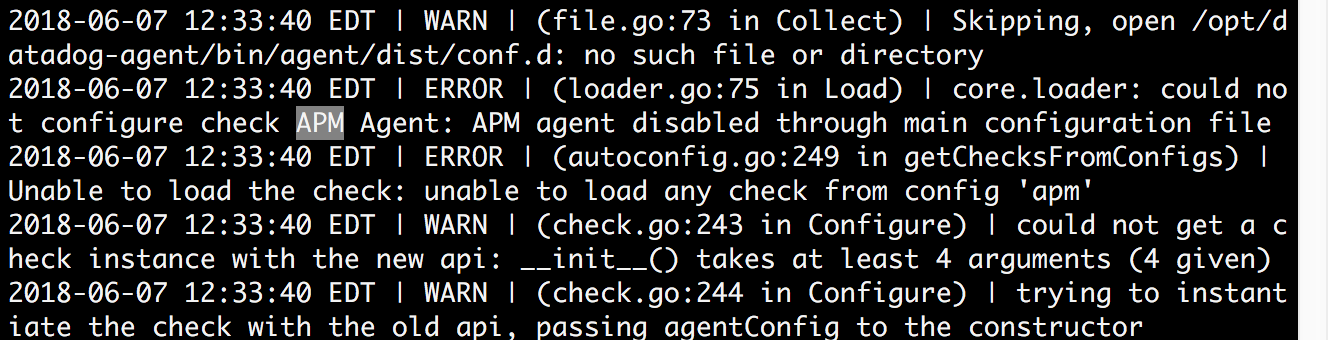 2018-06-07 12:33:40 EDT | WARN | (file.go:73 in Collect) | Skipping, open /opt/d
atadog-agent/bin/agent/dist/conf.d: no such file or directory
2018-06-07 12:33:40 EDT | ERROR | (loader.go:75 in Load) | core.loader: could no
t configure check APM Agent: APM agent disabled through main configuration file
2018-06-07 12:33:40 EDT | ERROR | (autoconfig.go:249 in getChecksFromConfigs) |
Unable to load the check: unable to load any check from config 'apm'
2018-06-07 12:33:40 EDT | WARN | (check.go:243 in Configure) | could not get a c
heck instance with the new api: __init__() takes at least 4 arguments (4 given)
2018-06-07 12:33:40 EDT | WARN | (check.go:244 in Configure) | trying to instant
iate the check with the old api, passing agentConfig to the constructor